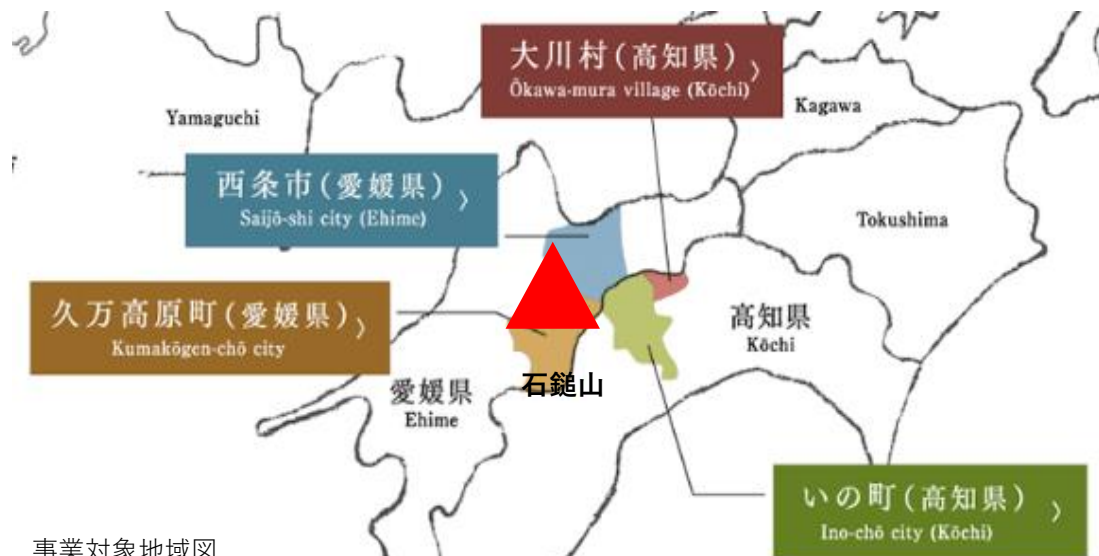 大川村(高知県)〉
Ōkawa-mura village (Kōchi)
Kagawa
Yamaguchi
西条市(愛媛県)〉
Saijō-shi city (Ehime)
Tokushima
久万高原町(愛媛県)〉
Kumakōgen-chō city
高知県
Kōchi
石鎚山
愛媛県
Ehime
いの町(高知県)〉
Ino-chō city (Kōchi)
事業対象地域図